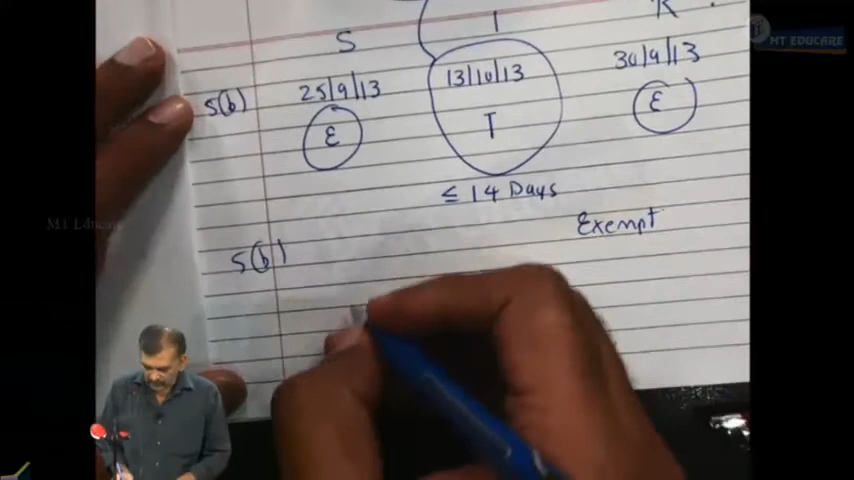 S I R .
5(b) 25/9/13 13/10/13 30/9/13
E T E
≤ 14 Days
Exempt
5(b)
MT EDUCARE
MT Educare